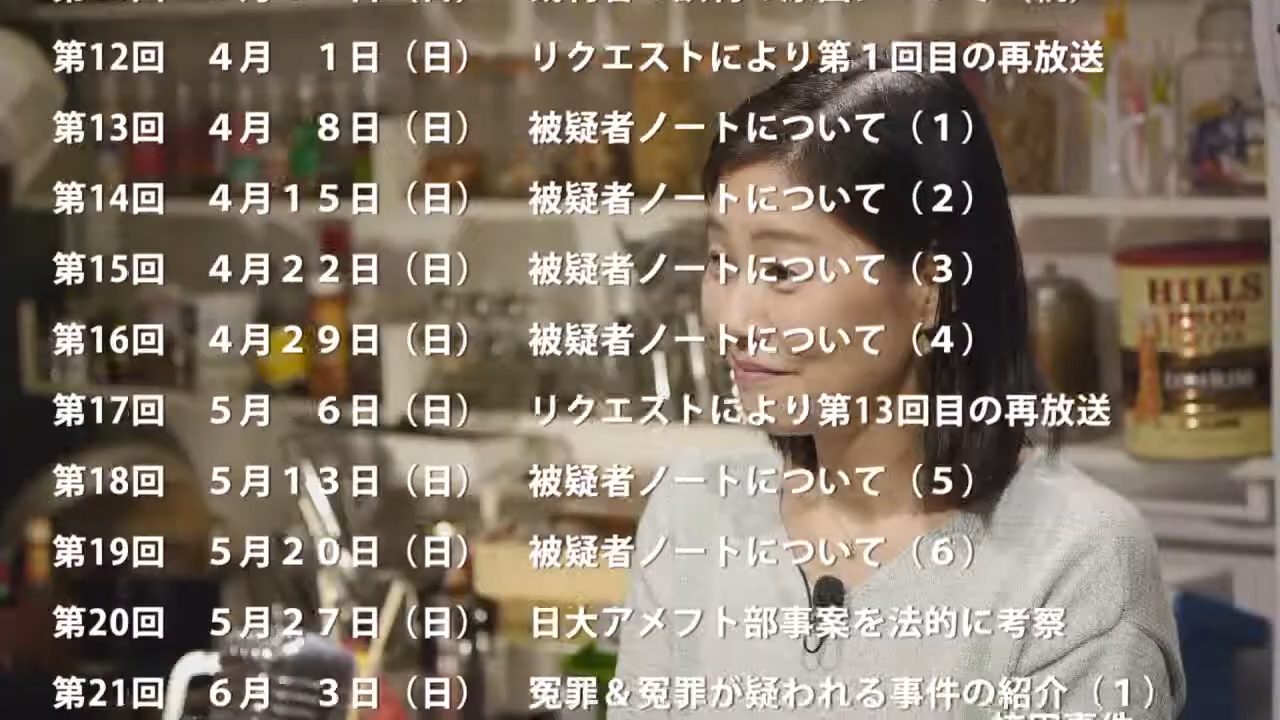 第12回　４月　１日（日）　リクエストにより第１回目の再放送
第13回　４月　８日（日）　被疑者ノートについて（１）
第14回　４月１５日（日）　被疑者ノートについて（２）
第15回　４月２２日（日）　被疑者ノートについて（３）
第16回　４月２９日（日）　被疑者ノートについて（４）
第17回　５月　６日（日）　リクエストにより第13回目の再放送
第18回　５月１３日（日）　被疑者ノートについて（５）
第19回　５月２０日（日）　被疑者ノートについて（６）
第20回　５月２７日（日）　日大アメフト部事案を法的に考察
第21回　６月　３日（日）　冤罪＆冤罪が疑われる事件の紹介（１）
HILLS
BROS